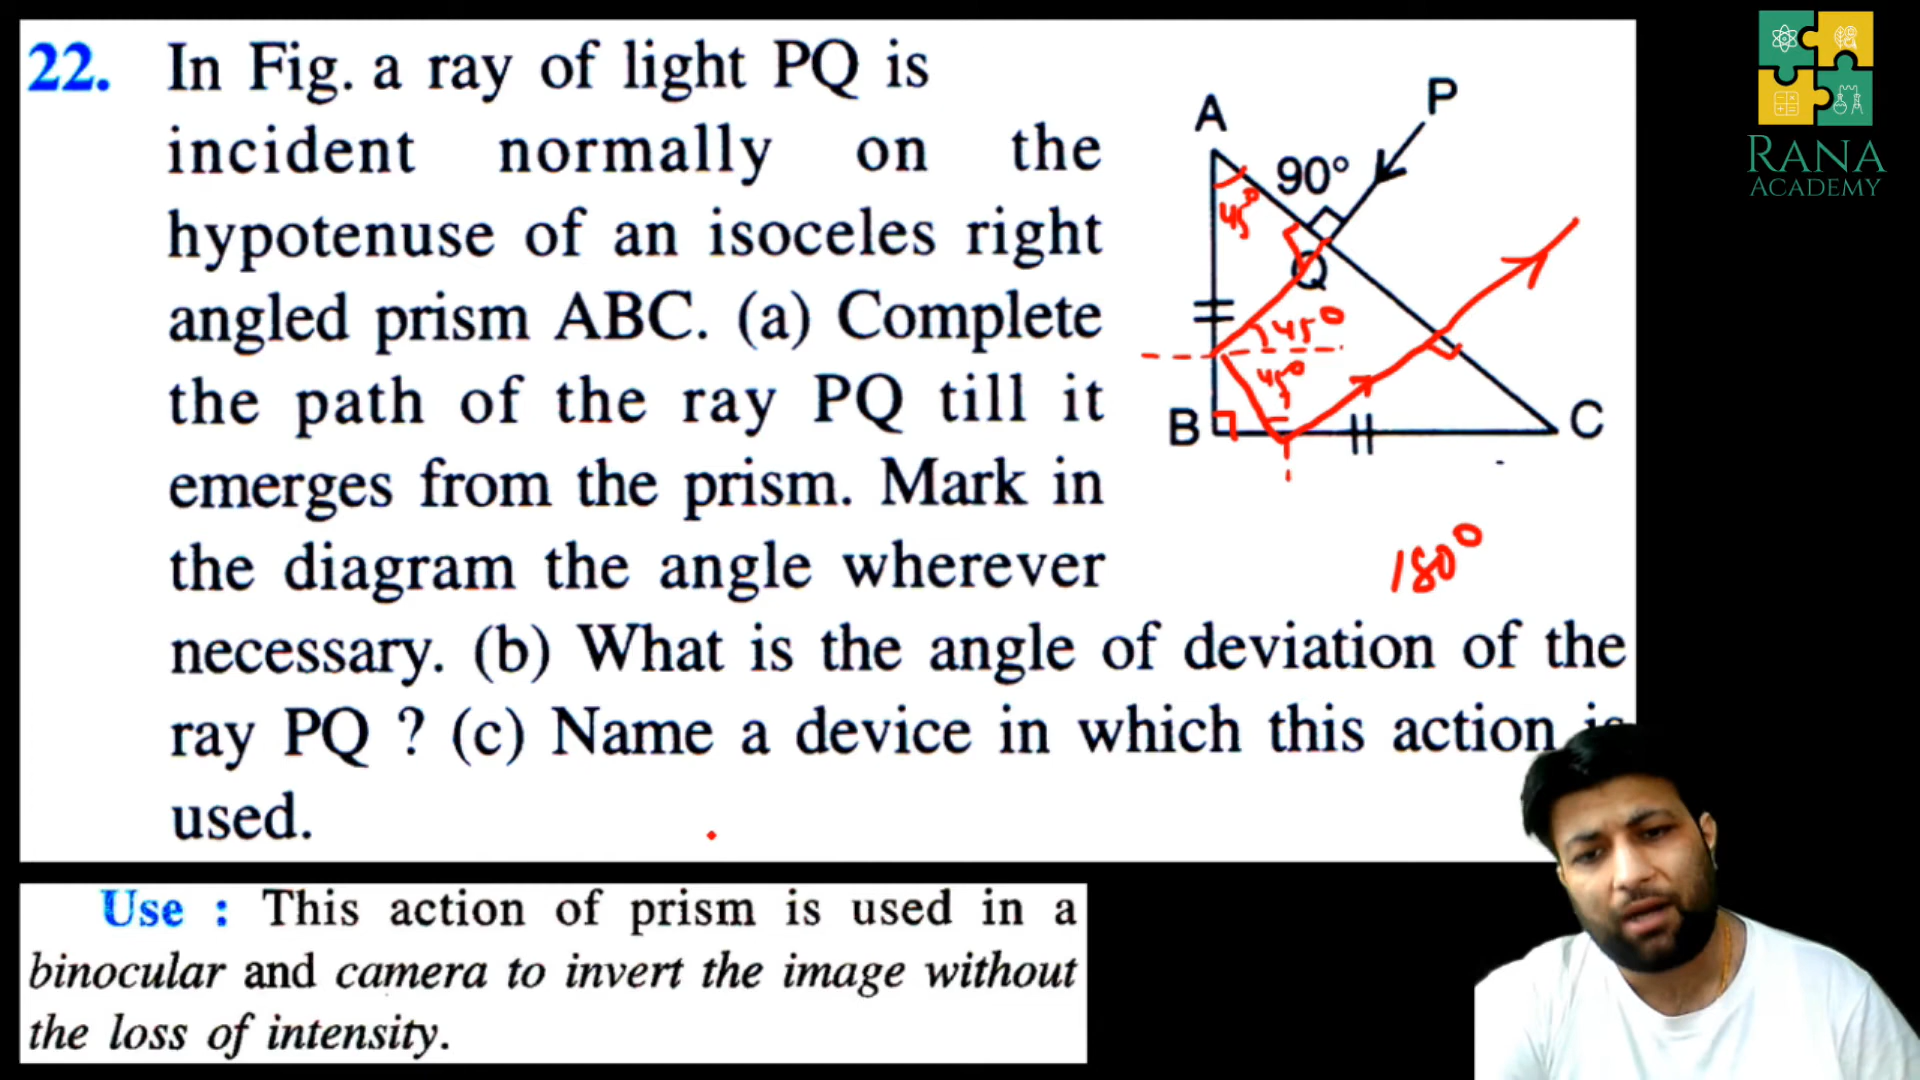 22. In Fig. a ray of light PQ is
incident normally on the
hypotenuse of an isoceles right
angled prism ABC. (a) Complete
the path of the ray PQ till it
emerges from the prism. Mark in
the diagram the angle wherever
necessary. (b) What is the angle of deviation of the
ray PQ ? (c) Name a device in which this action is
used.
A
P
90°
45°
Q
45°
45°
B
C
180°
Use : This action of prism is used in a
binocular and camera to invert the image without
the loss of intensity.
RANA
ACADEMY